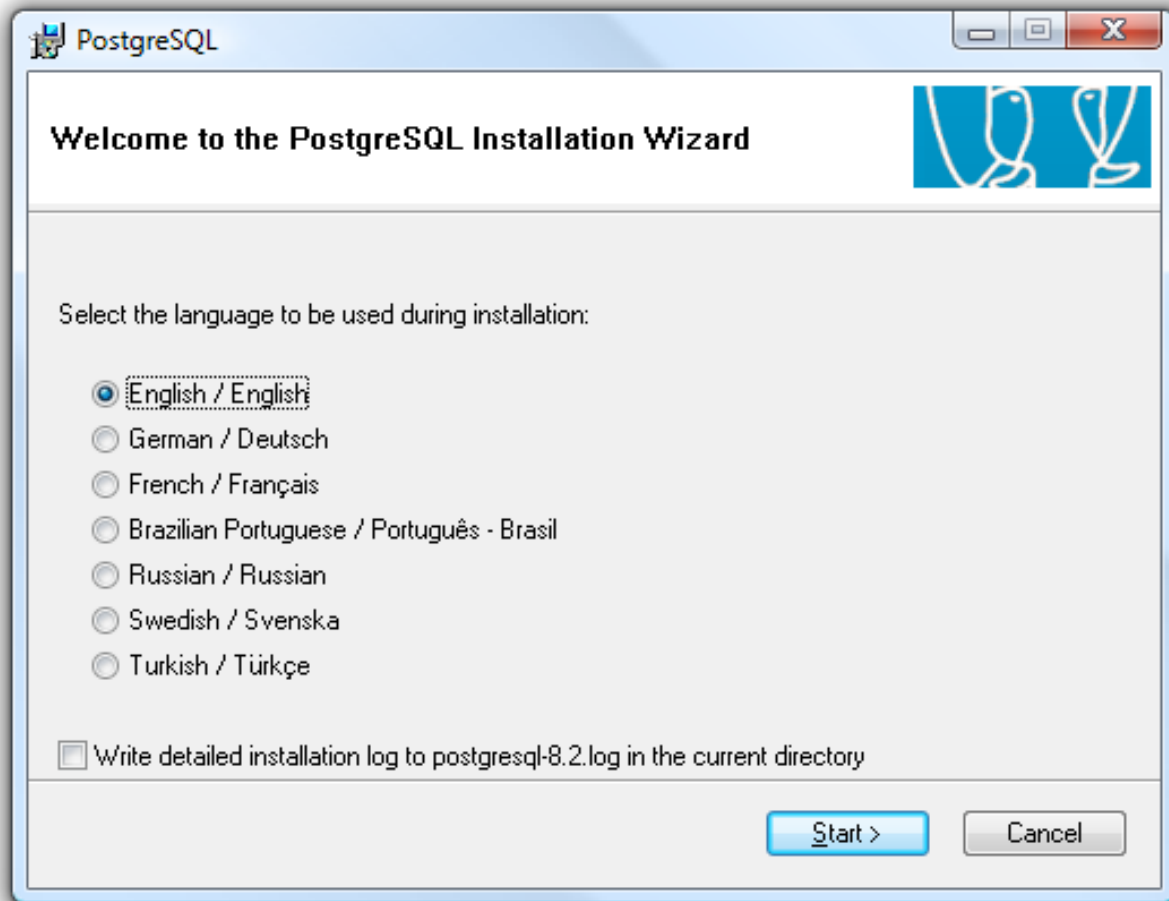 PostgreSQL
Welcome to the PostgreSQL Installation Wizard
Select the language to be used during installation:
English / English
German / Deutsch
French / Français
Brazilian Portuguese / Português - Brasil
Russian / Russian
Swedish / Svenska
Turkish / Türkçe
Write detailed installation log to postgresql-8.2.log in the current directory
Start >
Cancel